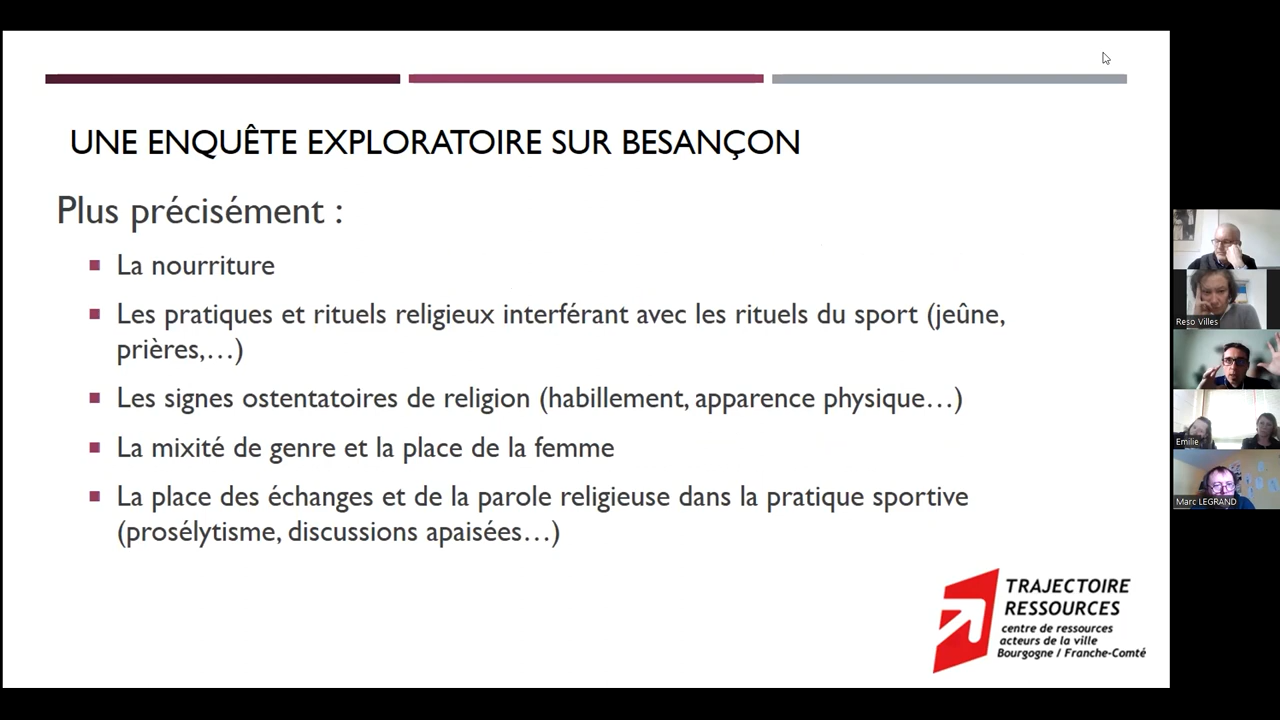 UNE ENQUÊTE EXPLORATOIRE SUR BESANÇON
Plus précisément :
La nourriture
Les pratiques et rituels religieux interférant avec les rituels du sport (jeûne,
prières,…)
Les signes ostentatoires de religion (habillement, apparence physique…)
La mixité de genre et la place de la femme
La place des échanges et de la parole religieuse dans la pratique sportive
(prosélytisme, discussions apaisées…)
TRAJECTOIRE
RESSOURCES
centre de ressources
acteurs de la ville
Bourgogne / Franche-Comté
Reso Villes
Emilie
Marc LEGRAND